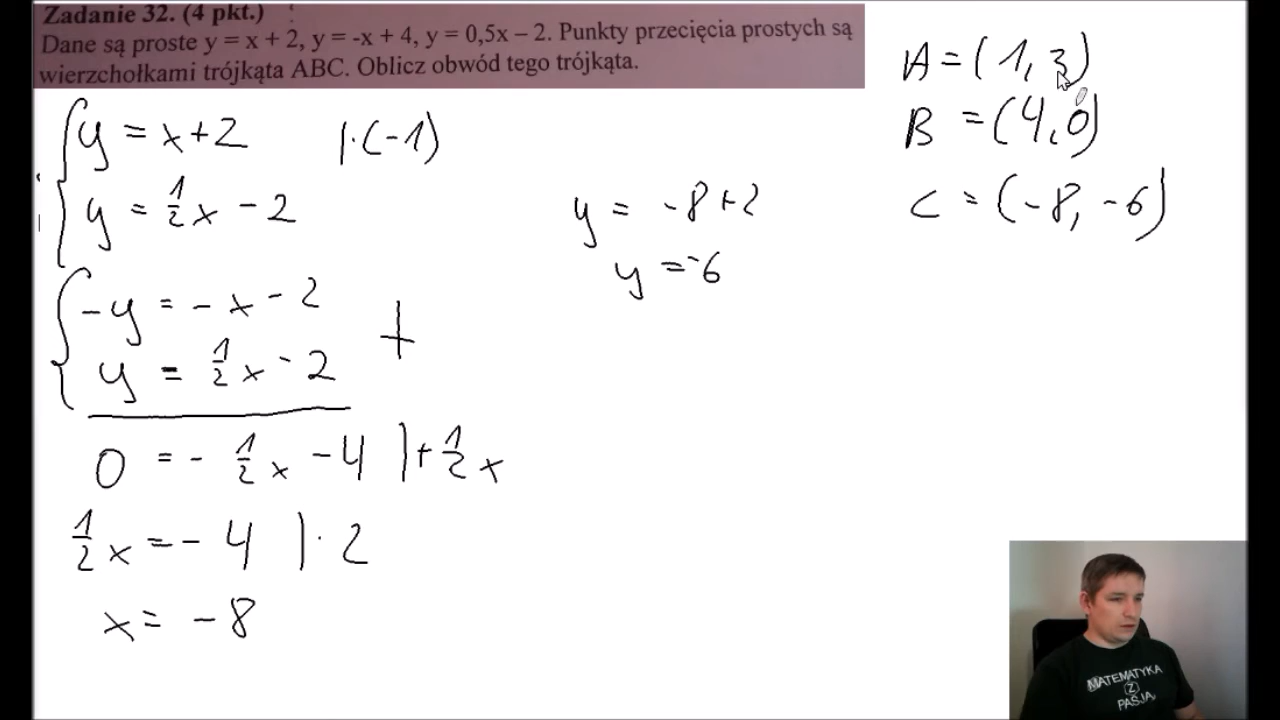 Zadanie 32. (4 pkt.)
Dane są proste y = x + 2, y = -x + 4, y = 0,5x – 2. Punkty przecięcia prostych są
wierzchołkami trójkąta ABC. Oblicz obwód tego trójkąta.
y = x+2 |·(-1)
y = 1/2 x - 2
-y = -x - 2
y = 1/2 x - 2 +
0 = - 1/2 x - 4 |+ 1/2 x
1/2 x = - 4 |· 2
x = - 8
y = -8+2
y = -6
A = (1, 3)
B = (4, 0)
C = (-8, -6)
MATEMATYKA
Z
PASJĄ